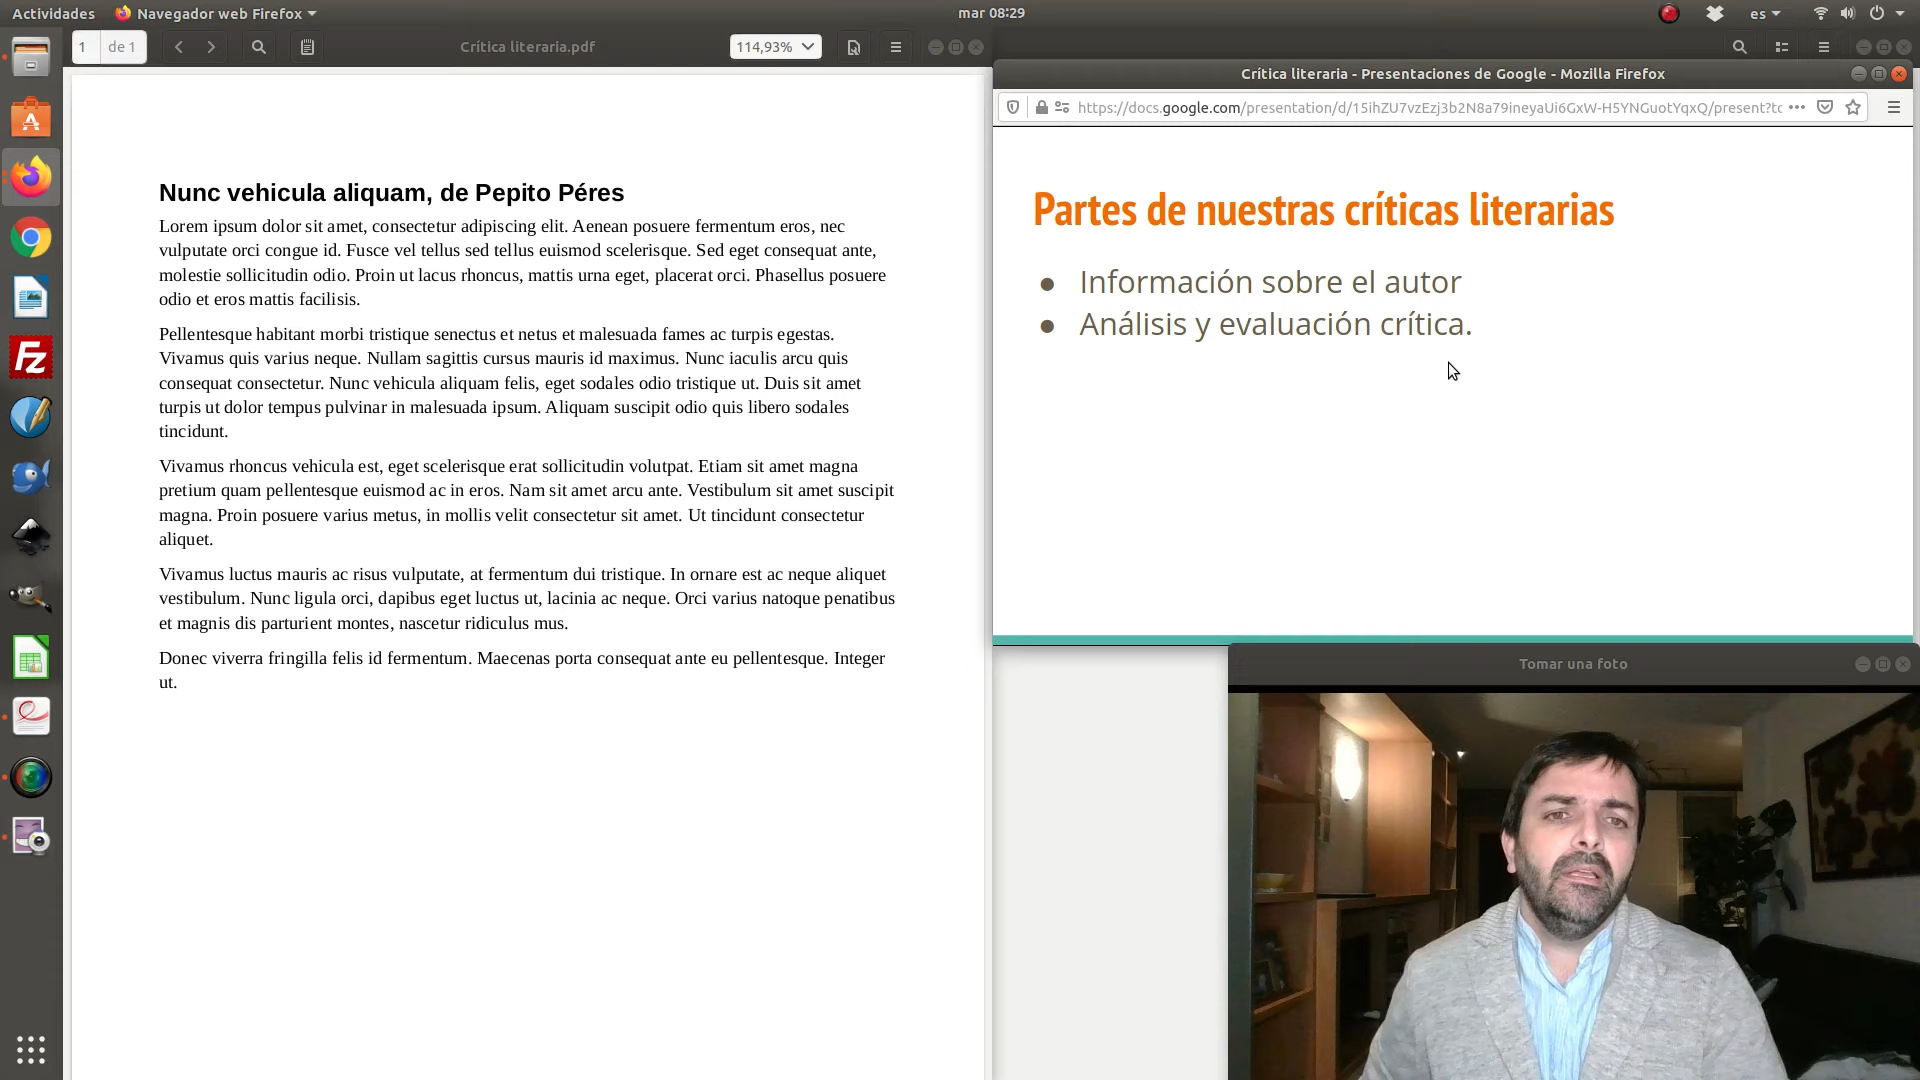 Actividades
Navegador web Firefox
mar 08:29
es
1 de 1
Crítica literaria.pdf
114,93%
Nunc vehicula aliquam, de Pepito Péres
Lorem ipsum dolor sit amet, consectetur adipiscing elit. Aenean posuere fermentum eros, nec
vulputate orci congue id. Fusce vel tellus sed tellus euismod scelerisque. Sed eget consequat ante,
molestie sollicitudin odio. Proin ut lacus rhoncus, mattis urna eget, placerat orci. Phasellus posuere
odio et eros mattis facilisis.
Pellentesque habitant morbi tristique senectus et netus et malesuada fames ac turpis egestas.
Vivamus quis varius neque. Nullam sagittis cursus mauris id maximus. Nunc iaculis arcu quis
consequat consectetur. Nunc vehicula aliquam felis, eget sodales odio tristique ut. Duis sit amet
turpis ut dolor tempus pulvinar in malesuada ipsum. Aliquam suscipit odio quis libero sodales
tincidunt.
Vivamus rhoncus vehicula est, eget scelerisque erat sollicitudin volutpat. Etiam sit amet magna
pretium quam pellentesque euismod ac in eros. Nam sit amet arcu ante. Vestibulum sit amet suscipit
magna. Proin posuere varius metus, in mollis velit consectetur sit amet. Ut tincidunt consectetur
aliquet.
Vivamus luctus mauris ac risus vulputate, at fermentum dui tristique. In ornare est ac neque aliquet
vestibulum. Nunc ligula orci, dapibus eget luctus ut, lacinia ac neque. Orci varius natoque penatibus
et magnis dis parturient montes, nascetur ridiculus mus.
Donec viverra fringilla felis id fermentum. Maecenas porta consequat ante eu pellentesque. Integer
ut.
Crítica literaria - Presentaciones de Google - Mozilla Firefox
https://docs.google.com/presentation/d/15ihZU7vzEzj3b2N8a79ineyaUi6GxW-H5YNGuotYqxQ/present?tc
Partes de nuestras críticas literarias
● Información sobre el autor
● Análisis y evaluación crítica.
Tomar una foto